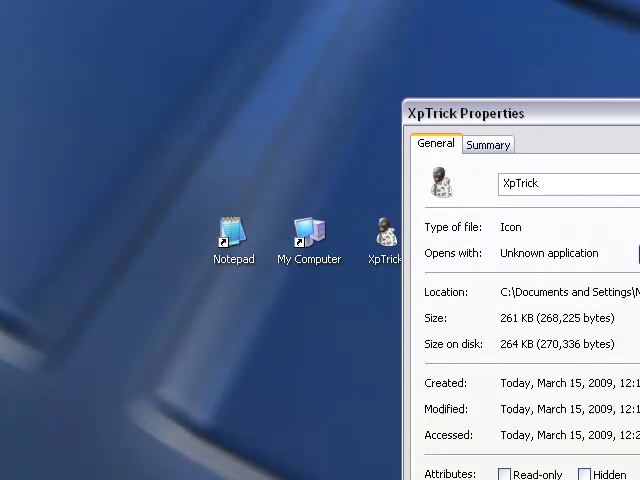 XpTrick Properties
General Summary
XpTrick
Type of file: Icon
Opens with: Unknown application
Location: C:\Documents and Settings\M
Size: 261 KB (268,225 bytes)
Size on disk: 264 KB (270,336 bytes)
Created: Today, March 15, 2009, 12:1
Modified: Today, March 15, 2009, 12:1
Accessed: Today, March 15, 2009, 12:2
Attributes: Read-only Hidden
Notepad My Computer XpTrick